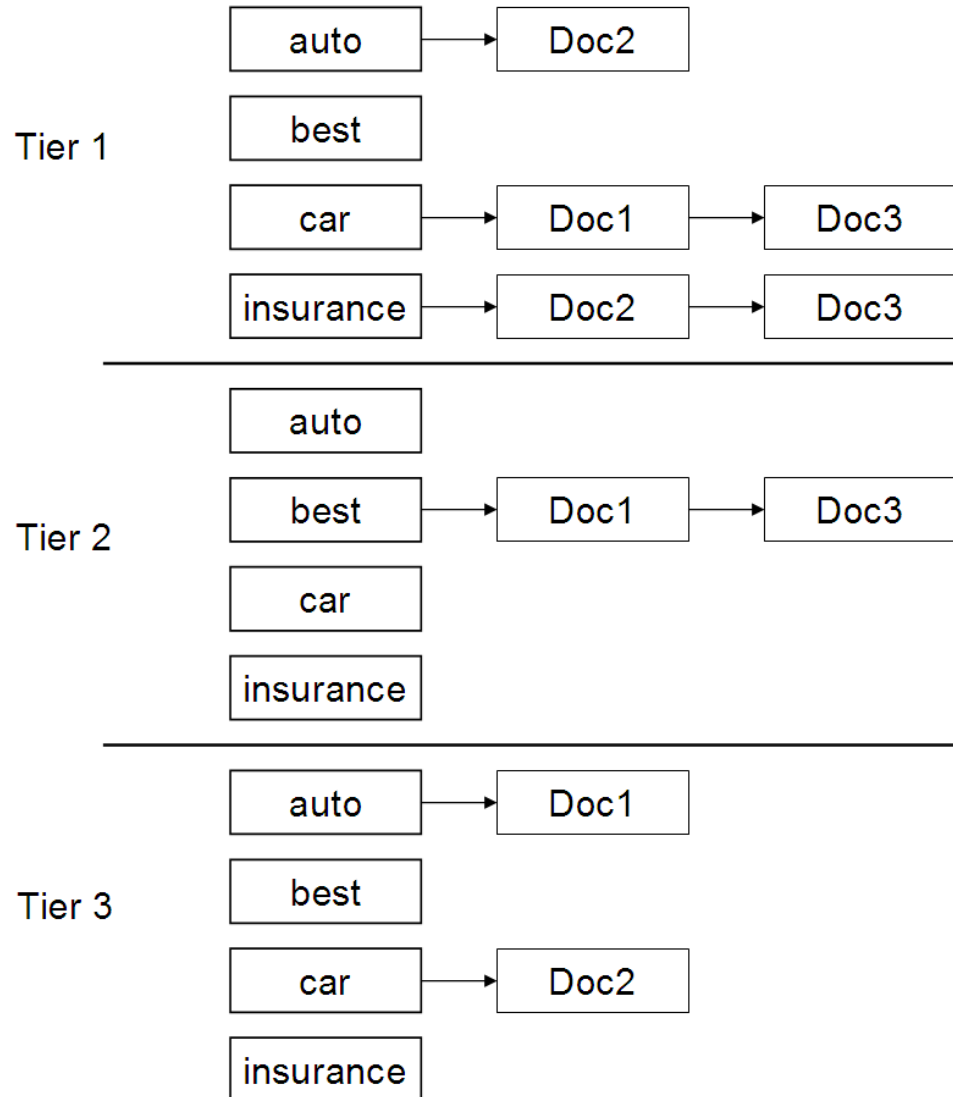 auto Doc2
best
Tier 1
car Doc1 Doc3
insurance Doc2 Doc3
auto
best Doc1 Doc3
Tier 2
car
insurance
auto Doc1
best
Tier 3
car Doc2
insurance